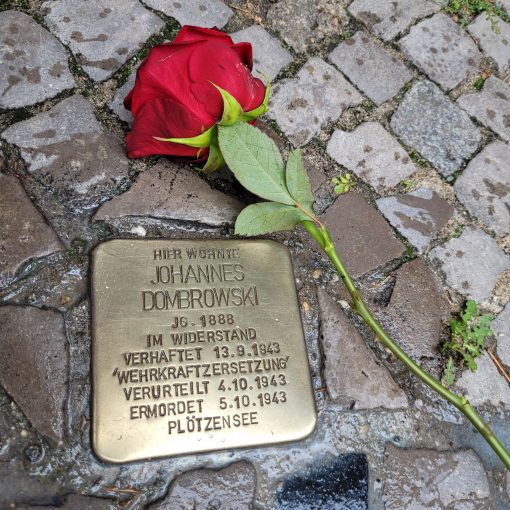 HIER WOHNTE
JOHANNES
DOMBROWSKI
JG. 1888
IM WIDERSTAND
VERHAFTET 13.9.1943
'WEHRKRAFTZERSETZUNG'
VERURTEILT 4.10.1943
ERMORDET 5.10.1943
PLÖTZENSEE